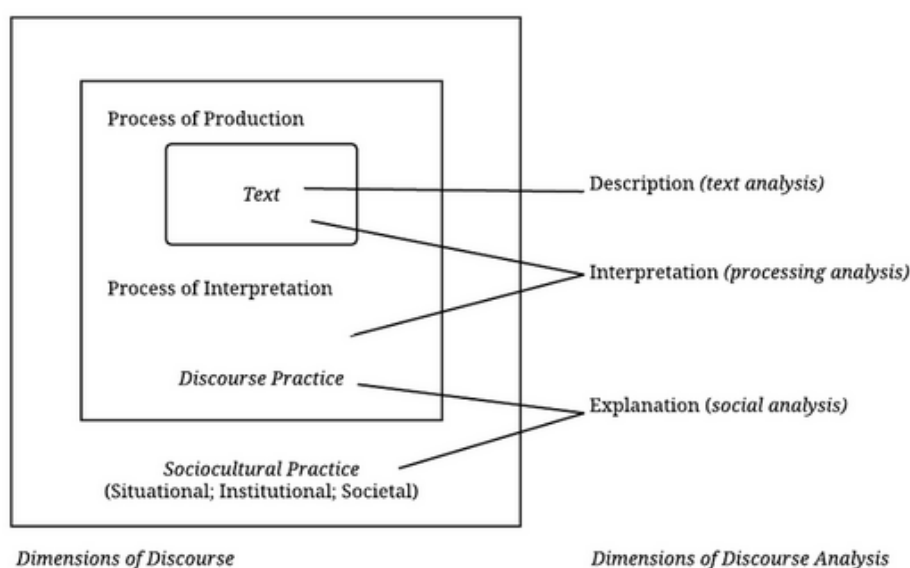 Process of Production
Text
Description (text analysis)
Interpretation (processing analysis)
Process of Interpretation
Discourse Practice
Explanation (social analysis)
Sociocultural Practice
(Situational; Institutional; Societal)
Dimensions of Discourse
Dimensions of Discourse Analysis